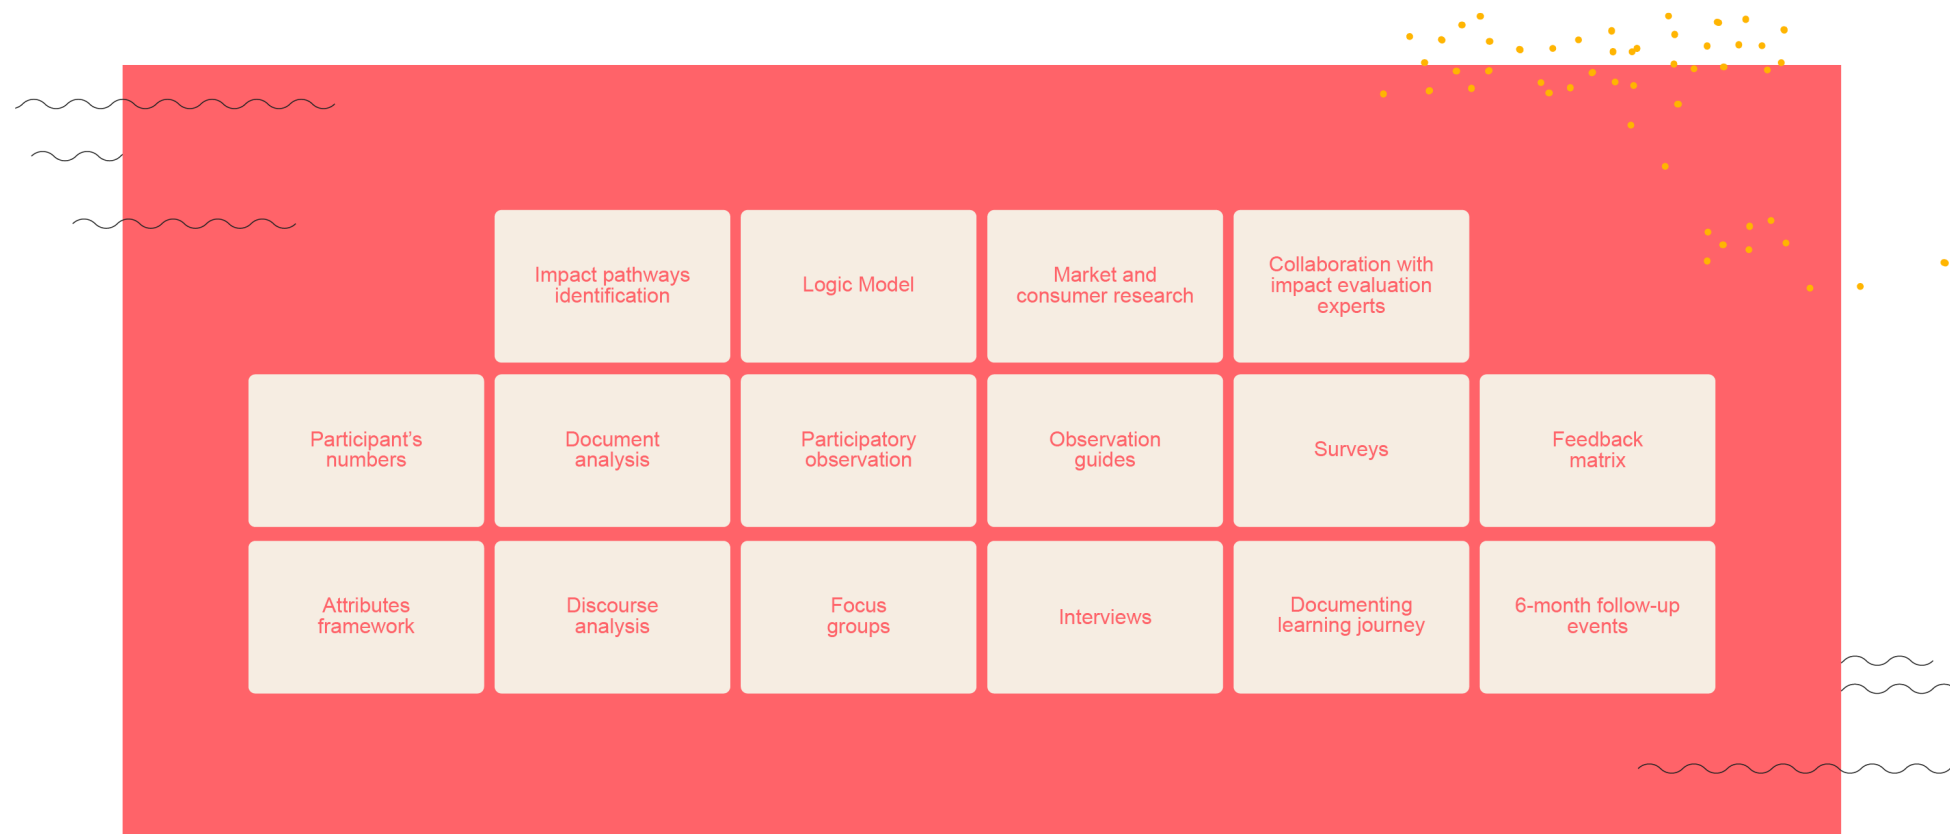 Impact pathways
identification
Logic Model
Market and
consumer research
Collaboration with
impact evaluation
experts
Participant’s
numbers
Document
analysis
Participatory
observation
Observation
guides
Surveys
Feedback
matrix
Attributes
framework
Discourse
analysis
Focus
groups
Interviews
Documenting
learning journey
6-month follow-up
events